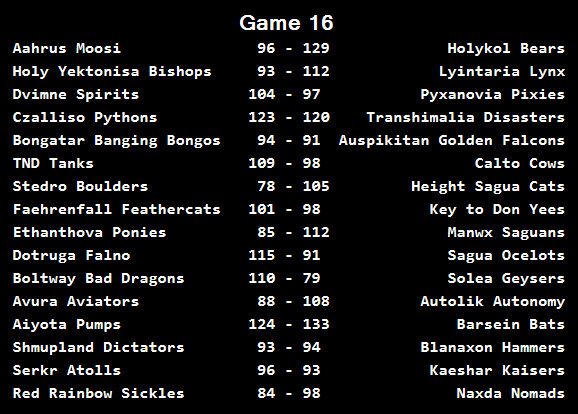 Game 16
Aahrus Moosi 96 - 129 Holykol Bears
Holy Yektonisa Bishops 93 - 112 Lyintaria Lynx
Dvimne Spirits 104 - 97 Pyxanovia Pixies
Czalliso Pythons 123 - 120 Transhimalia Disasters
Bongatar Banging Bongos 94 - 91 Auspikitan Golden Falcons
TND Tanks 109 - 98 Calto Cows
Stedro Boulders 78 - 105 Height Sagua Cats
Faehrenfall Feathercats 101 - 98 Key to Don Yees
Ethanthova Ponies 85 - 112 Manwx Saguans
Dotruga Falno 115 - 91 Sagua Ocelots
Boltway Bad Dragons 110 - 79 Solea Geysers
Avura Aviators 88 - 108 Autolik Autonomy
Aiyota Pumps 124 - 133 Barsein Bats
Shmupland Dictators 93 - 94 Blanaxon Hammers
Serkr Atolls 96 - 93 Kaeshar Kaisers
Red Rainbow Sickles 84 - 98 Naxda Nomads